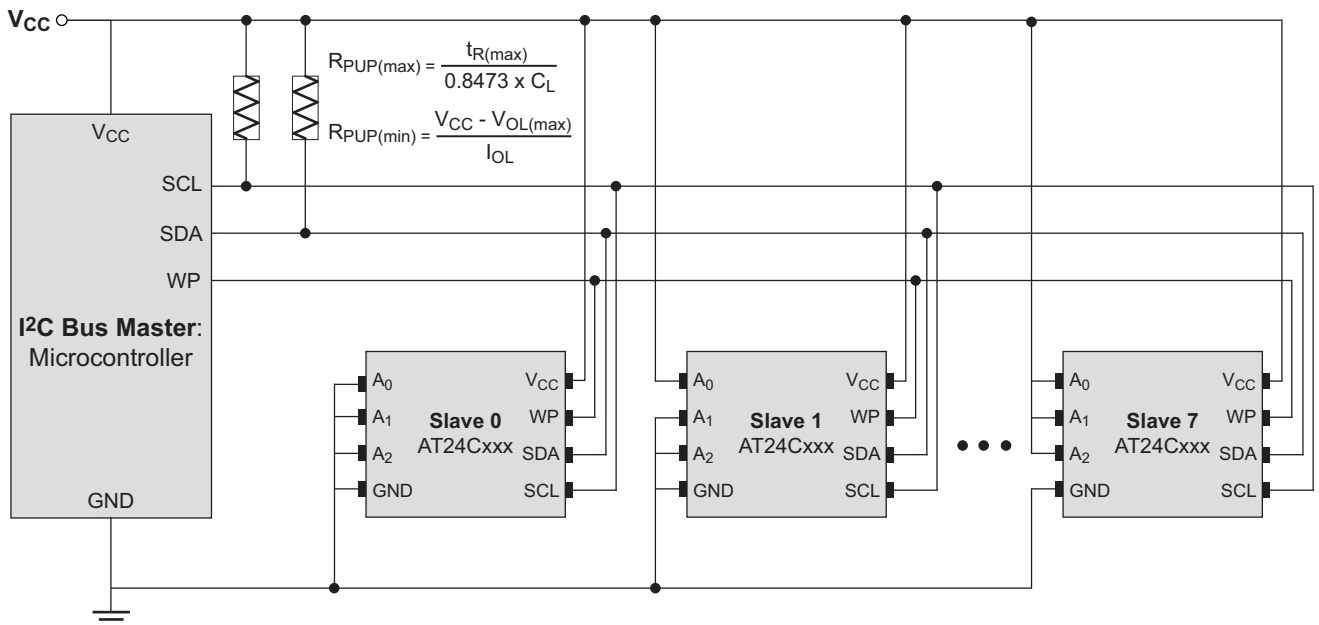 VCC
RPUP(max) = tR(max) / 0.8473 x CL
RPUP(min) = VCC - VOL(max) / IOL
VCC
SCL
SDA
WP
I2C Bus Master:
Microcontroller
GND
A0
A1
A2
GND
Slave 0
AT24Cxxx
VCC
WP
SDA
SCL
A0
A1
A2
GND
Slave 1
AT24Cxxx
VCC
WP
SDA
SCL
A0
A1
A2
GND
Slave 7
AT24Cxxx
VCC
WP
SDA
SCL